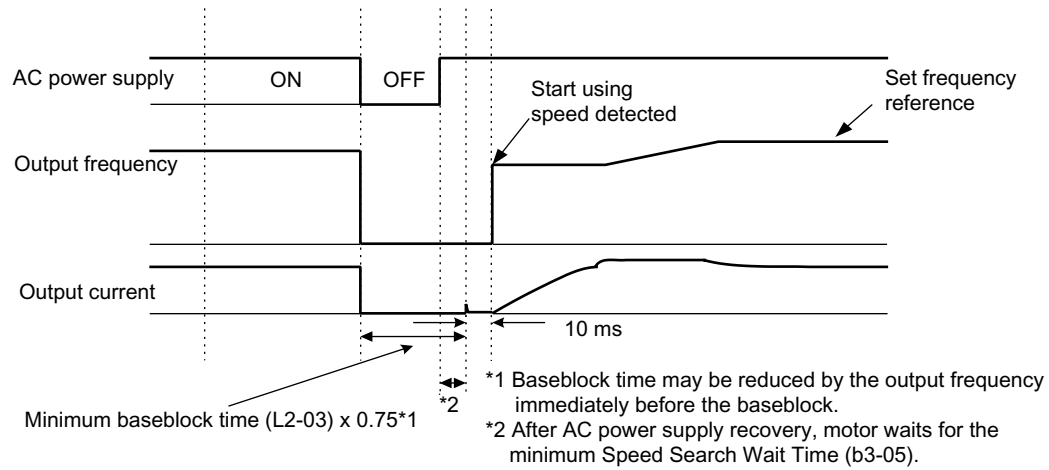 AC power supply
ON
OFF
Start using
speed detected
Set frequency
reference
Output frequency
Output current
10 ms
Minimum baseblock time (L2-03) x 0.75*1
*2
*1 Baseblock time may be reduced by the output frequency
immediately before the baseblock.
*2 After AC power supply recovery, motor waits for the
minimum Speed Search Wait Time (b3-05).